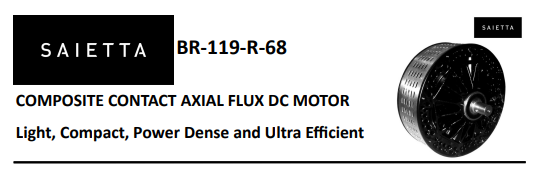 SAIETTA
BR-119-R-68
SAIETTA
COMPOSITE CONTACT AXIAL FLUX DC MOTOR
Light, Compact, Power Dense and Ultra Efficient